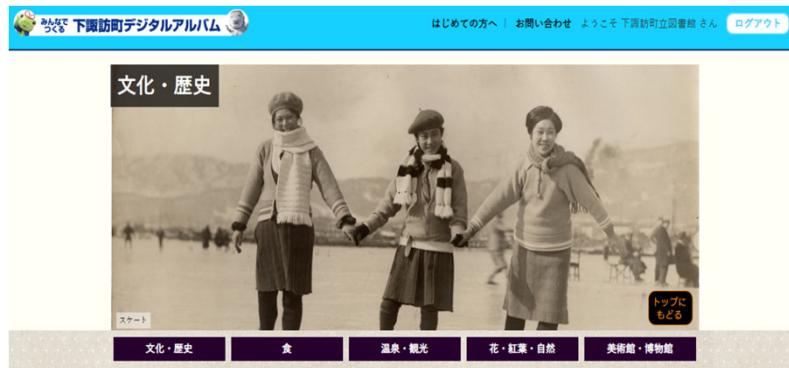 みんなで
つくる 下諏訪町デジタルアルバム
はじめての方へ | お問い合わせ ようこそ 下諏訪町立図書館 さん ログアウト
文化・歴史
スケート
トップに
もどる
文化・歴史 食 温泉・観光 花・紅葉・自然 美術館・博物館